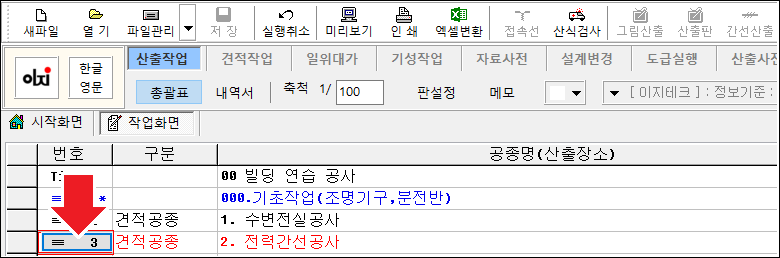 새파일 열 기 파일관리 저 장 실행취소 미리보기 인 쇄 엑셀변환 접속선 산식검사 그림산출 산출판 간선산출
이지 한글 영문
산출작업 견적작업 일위대가 기성작업 자료사전 설계변경 도급실행 산출사전
총괄표 내역서 축척 1/ 100 판설정 메모 [ 이지테크 ] : 정보기준 :
시작화면 작업화면
번호 구분 공종명(산출장소)
00 빌딩 연습 공사
* 000.기초작업(조명기구,분전반)
견적공종 1. 수변전실공사
3 견적공종 2. 전력간선공사